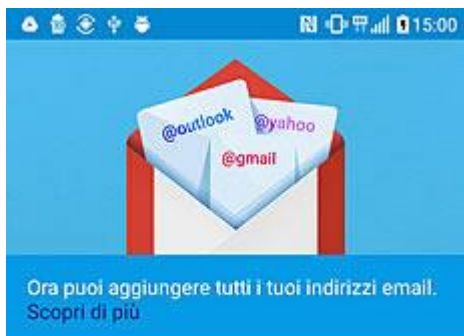 15:00
@outlook
@yahoo
@gmail
Ora puoi aggiungere tutti i tuoi indirizzi email.
Scopri di più